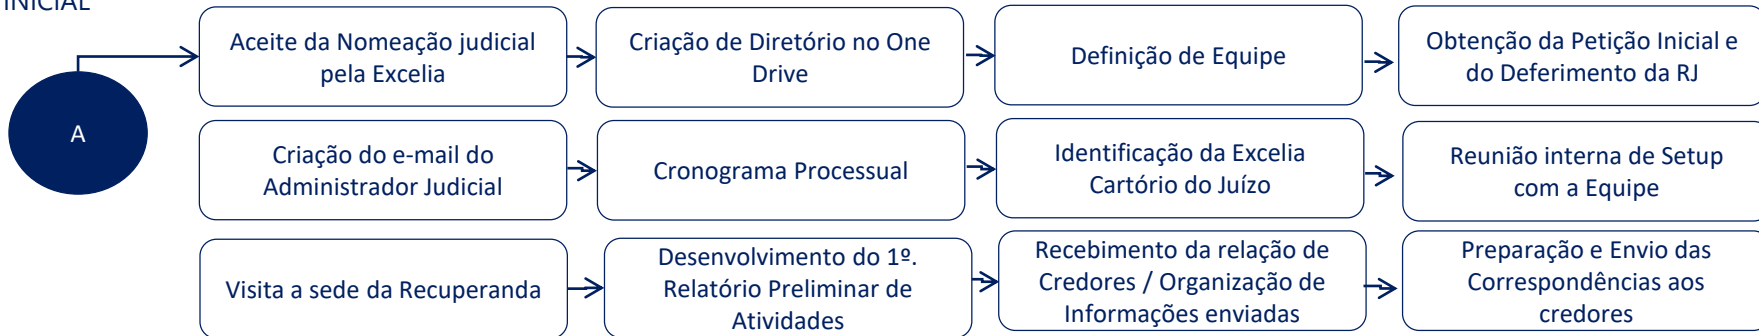 INICIAL
A
Aceite da Nomeação judicial
pela Excelia
Criação de Diretório no One
Drive
Definição de Equipe
Obtenção da Petição Inicial e
do Deferimento da RJ
Criação do e-mail do
Administrador Judicial
Cronograma Processual
Identificação da Excelia
Cartório do Juízo
Reunião interna de Setup
com a Equipe
Visita a sede da Recuperanda
Desenvolvimento do 1º.
Relatório Preliminar de
Atividades
Recebimento da relação de
Credores / Organização de
Informações enviadas
Preparação e Envio das
Correspondências aos
credores